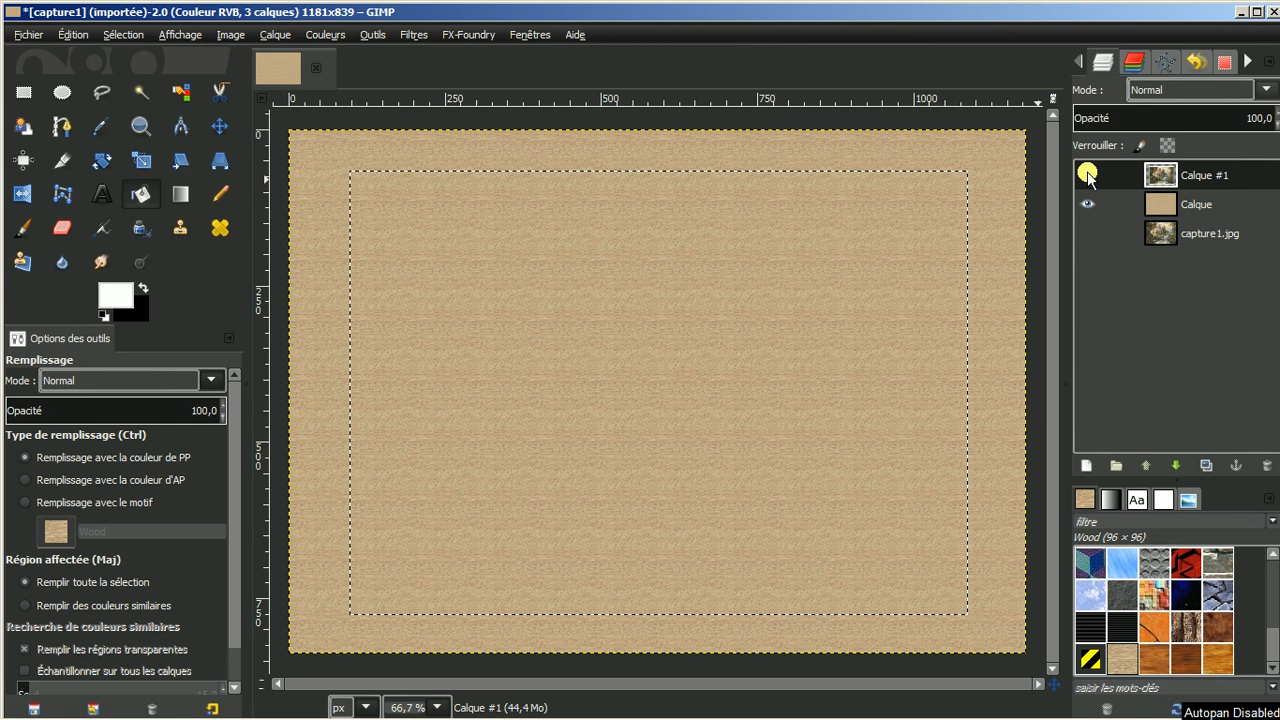 *[capture1] (importée)-2.0 (Couleur RVB, 3 calques) 1181x839 – GIMP
Fichier Édition Sélection Affichage Image Calque Couleurs Outils Filtres FX-Foundry Fenêtres Aide
0 250 500 750 1000
Mode : Normal
Opacité 100,0
Verrouiller :
Calque #1
Calque
capture1.jpg
0
250
500
750
Options des outils
Remplissage
Mode : Normal
Opacité 100,0
Type de remplissage (Ctrl)
Remplissage avec la couleur de PP
Remplissage avec la couleur d'AP
Remplissage avec le motif
Wood
Région affectée (Maj)
Remplir toute la sélection
Remplir des couleurs similaires
Recherche de couleurs similaires
Remplir les régions transparentes
Échantillonner sur tous les calques
Aa
filtre
Wood (96 × 96)
saisir les mots-clés
px 66,7 % Calque #1 (44,4 Mo)
Autopan Disabled